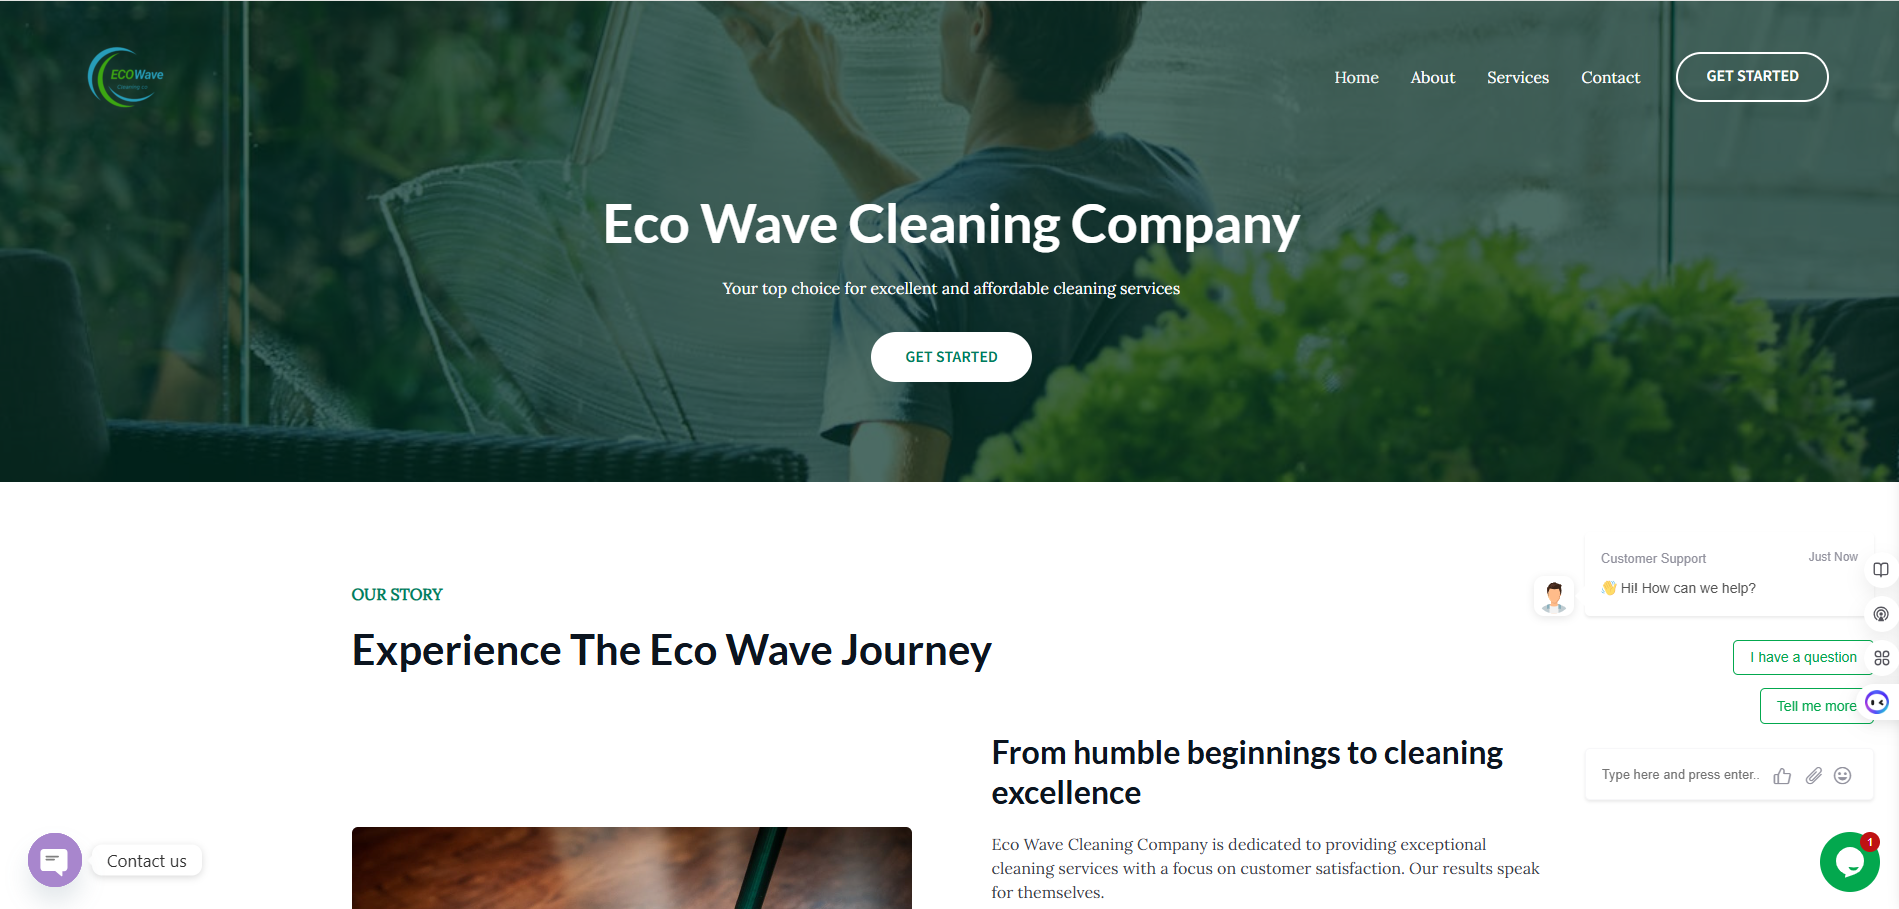 ECOWave
Cleaning co
Home
About
Services
Contact
GET STARTED
Eco Wave Cleaning Company
Your top choice for excellent and affordable cleaning services
GET STARTED
OUR STORY
Experience The Eco Wave Journey
From humble beginnings to cleaning
excellence
Eco Wave Cleaning Company is dedicated to providing exceptional
cleaning services with a focus on customer satisfaction. Our results speak
for themselves.
Customer Support
Just Now
👋 Hi! How can we help?
I have a question
Tell me more
Type here and press enter..
1
Contact us